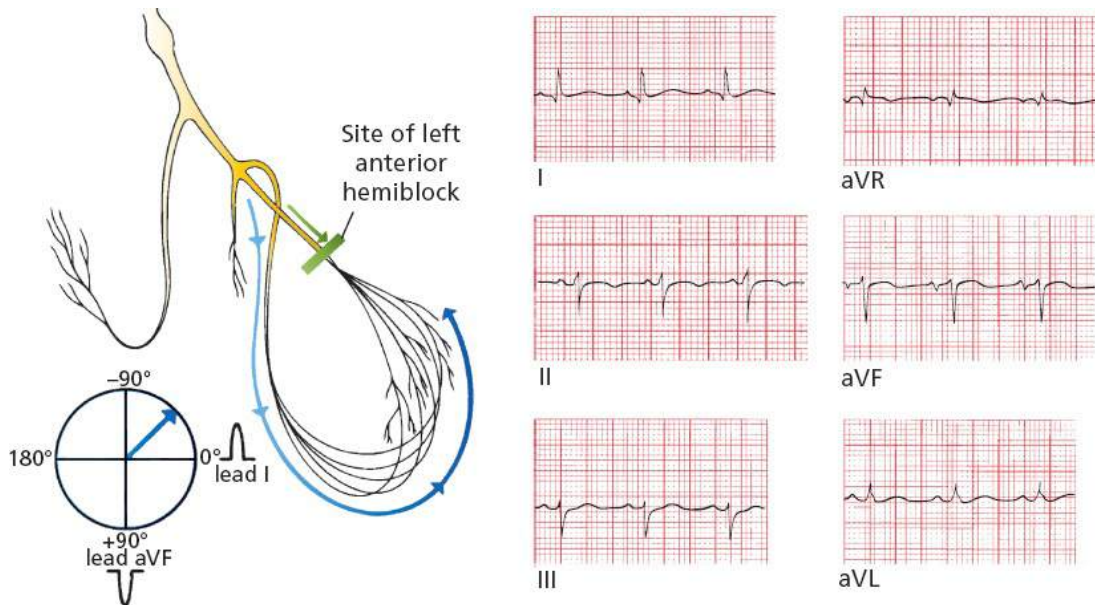 Site of left
anterior
hemiblock
–90°
180°
0°
lead I
+90°
lead aVF
I
aVR
II
aVF
III
aVL